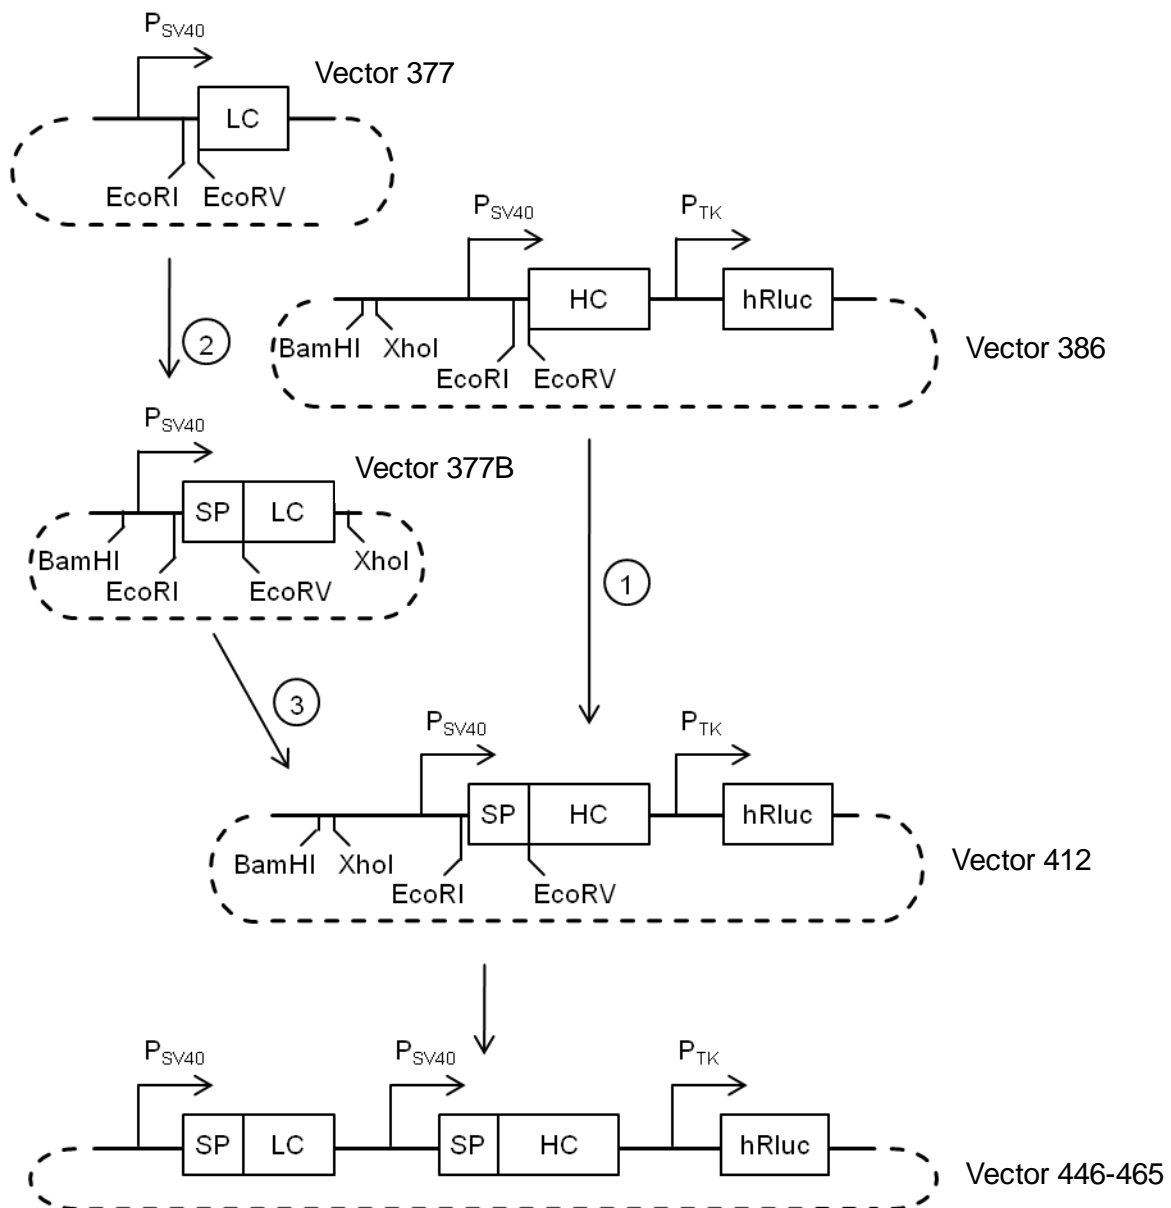 P_SV40
Vector 377
LC
EcoRI EcoRV
P_SV40 P_TK
HC hRluc
BamHI XhoI
EcoRI EcoRV
Vector 386
2
P_SV40
Vector 377B
SP LC
BamHI XhoI
EcoRI EcoRV
1
3
P_SV40 P_TK
SP HC hRluc
BamHI XhoI
EcoRI EcoRV
Vector 412
P_SV40 P_SV40 P_TK
SP LC SP HC hRluc
Vector 446-465